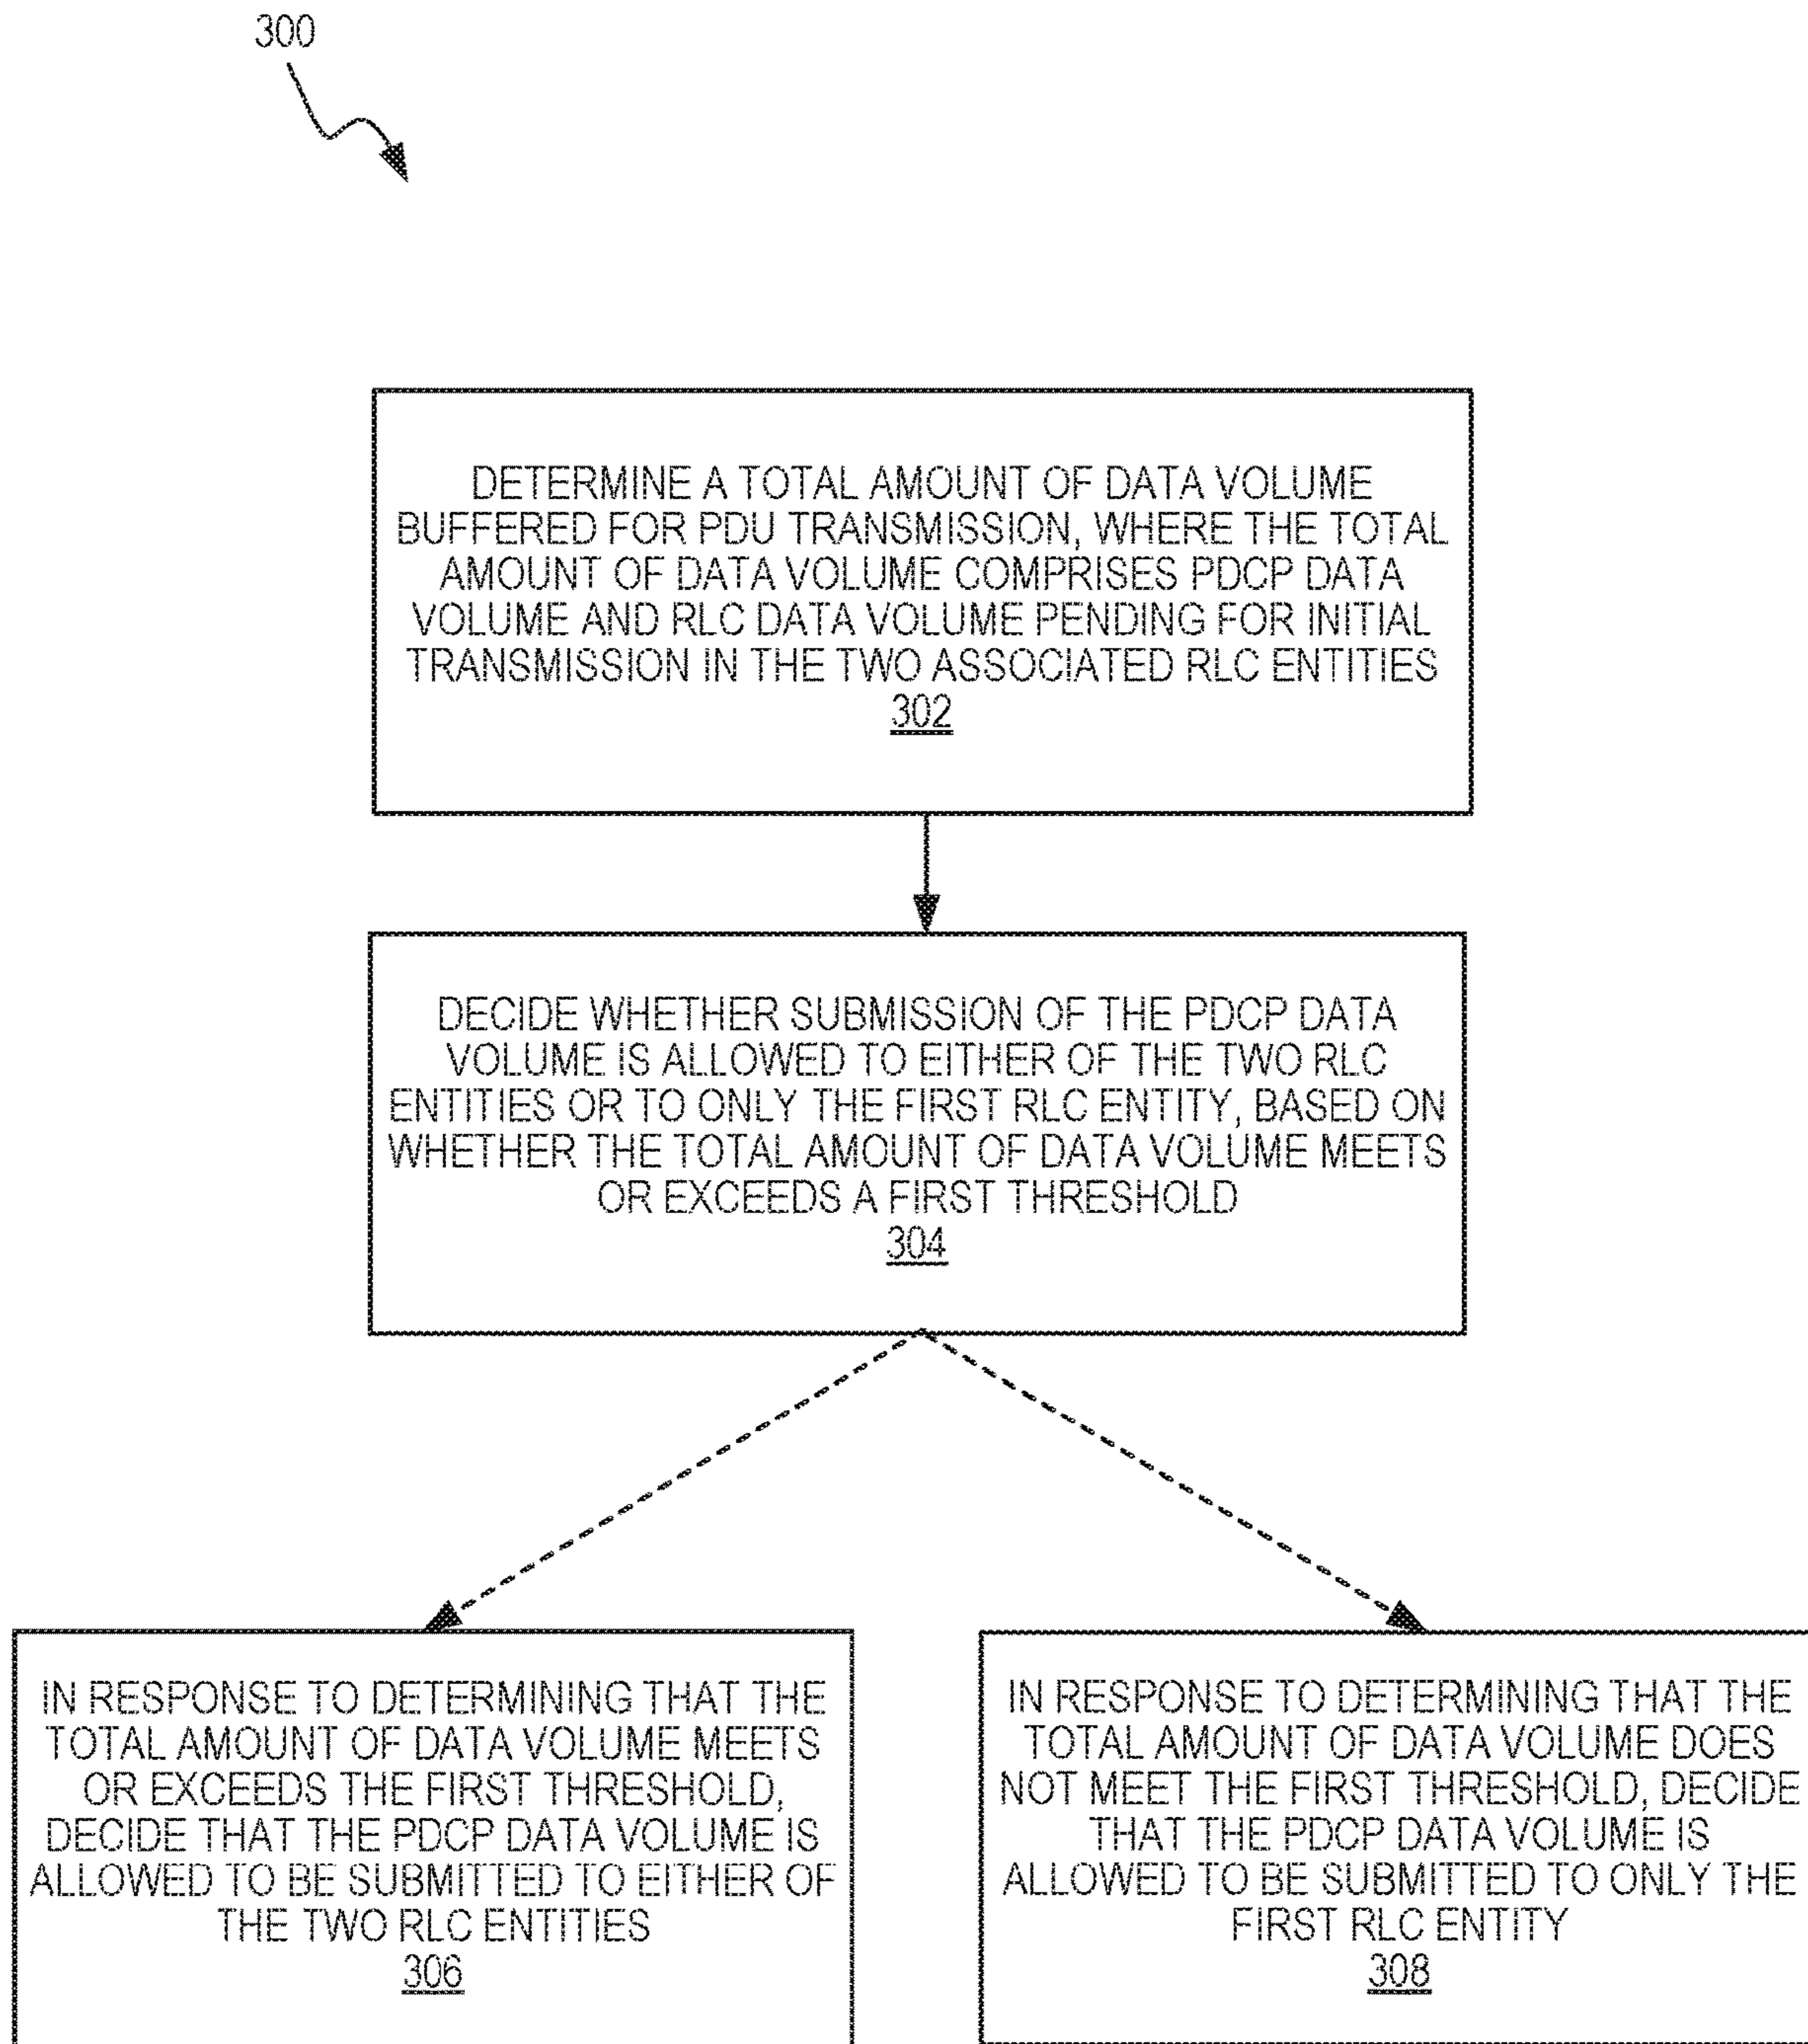 300
DETERMINE A TOTAL AMOUNT OF DATA VOLUME
BUFFERED FOR PDU TRANSMISSION, WHERE THE TOTAL
AMOUNT OF DATA VOLUME COMPRISES PDCP DATA
VOLUME AND RLC DATA VOLUME PENDING FOR INITIAL
TRANSMISSION IN THE TWO ASSOCIATED RLC ENTITIES
302
DECIDE WHETHER SUBMISSION OF THE PDCP DATA
VOLUME IS ALLOWED TO EITHER OF THE TWO RLC
ENTITIES OR TO ONLY THE FIRST RLC ENTITY, BASED ON
WHETHER THE TOTAL AMOUNT OF DATA VOLUME MEETS
OR EXCEEDS A FIRST THRESHOLD
304
IN RESPONSE TO DETERMINING THAT THE
TOTAL AMOUNT OF DATA VOLUME MEETS
OR EXCEEDS THE FIRST THRESHOLD,
DECIDE THAT THE PDCP DATA VOLUME IS
ALLOWED TO BE SUBMITTED TO EITHER OF
THE TWO RLC ENTITIES
306
IN RESPONSE TO DETERMINING THAT THE
TOTAL AMOUNT OF DATA VOLUME DOES
NOT MEET THE FIRST THRESHOLD, DECIDE
THAT THE PDCP DATA VOLUME IS
ALLOWED TO BE SUBMITTED TO ONLY THE
FIRST RLC ENTITY
308